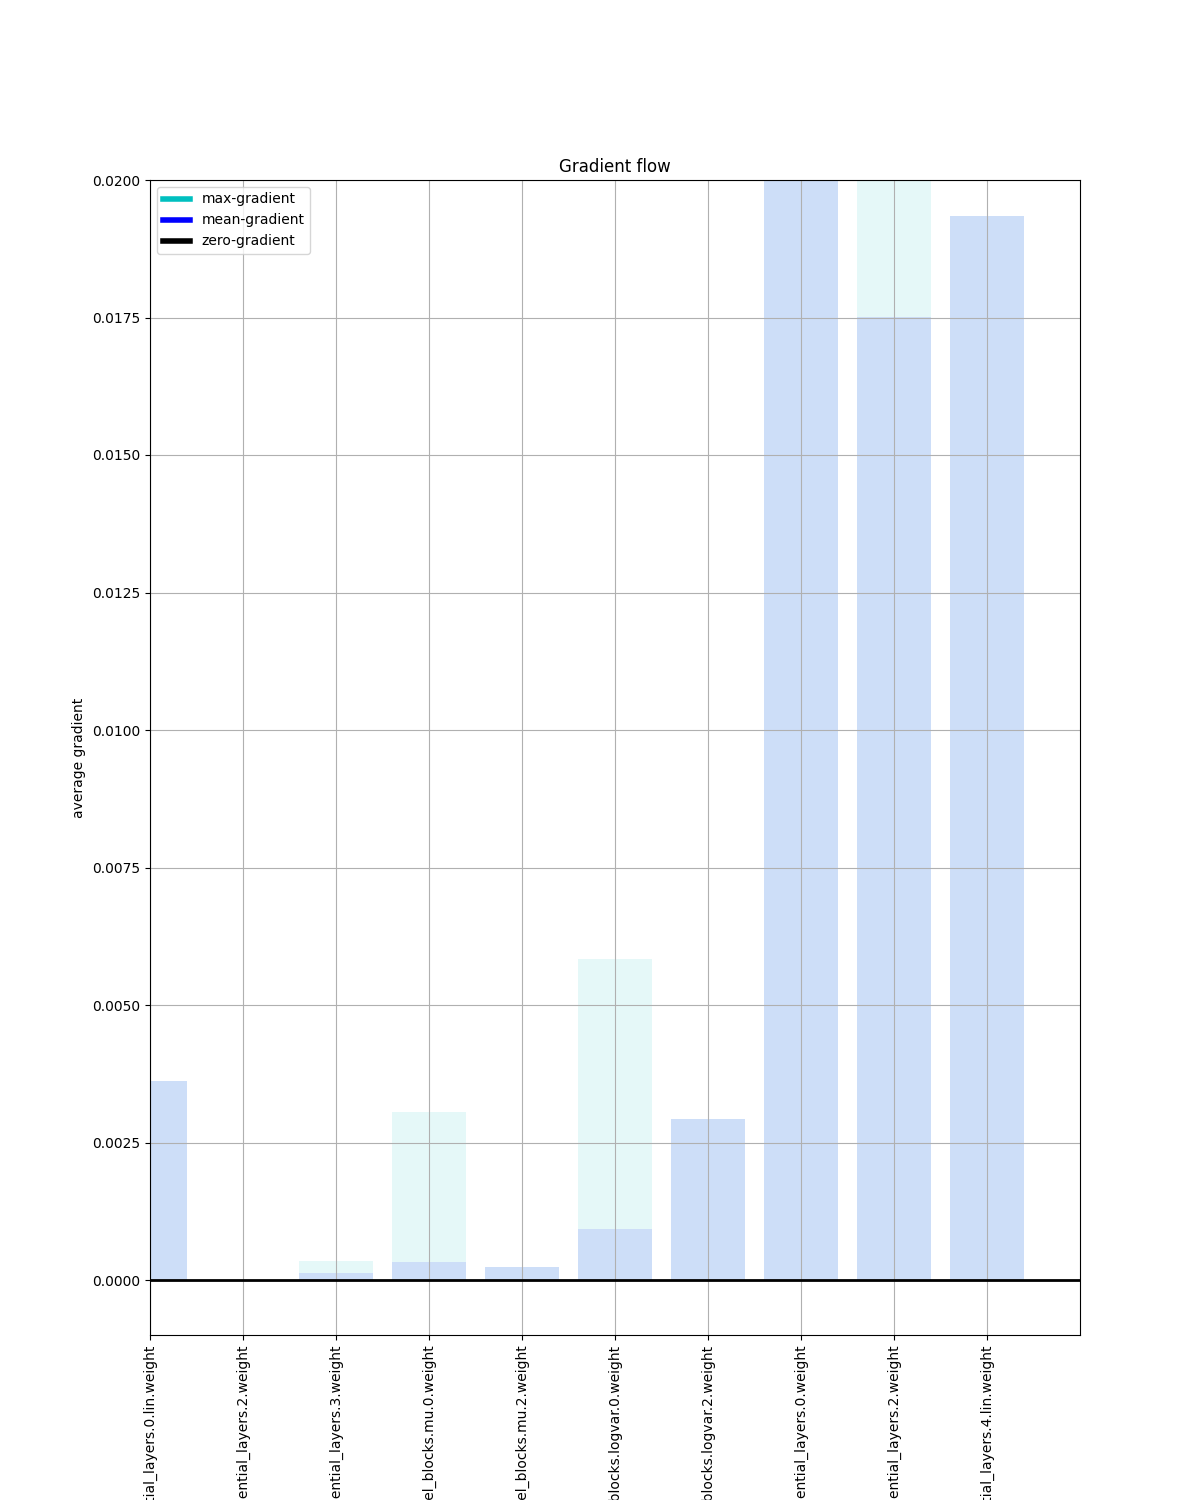 Gradient flow
max-gradient
mean-gradient
zero-gradient
average gradient
0.0200
0.0175
0.0150
0.0125
0.0100
0.0075
0.0050
0.0025
0.0000
tial_layers.0.lin.weight
ential_layers.2.weight
ential_layers.3.weight
el_blocks.mu.0.weight
el_blocks.mu.2.weight
blocks.logvar.0.weight
blocks.logvar.2.weight
ential_layers.0.weight
ential_layers.2.weight
tial_layers.4.lin.weight